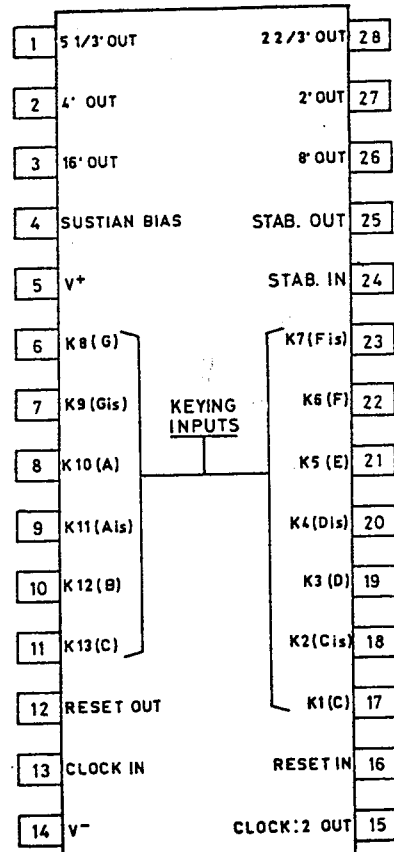 1 5 1/3' OUT 2 2/3' OUT 28
2 4' OUT 2' OUT 27
3 16' OUT 8' OUT 26
4 SUSTIAN BIAS STAB. OUT 25
5 V+ STAB. IN 24
6 K8(G) K7(Fis) 23
7 K9(Gis) K6(F) 22
KEYING
INPUTS
8 K10(A) K5(E) 21
9 K11(Ais) K4(Dis) 20
10 K12(B) K3(D) 19
11 K13(C) K2(Cis) 18
12 RESET OUT K1(C) 17
13 CLOCK IN RESET IN 16
14 V- CLOCK:2 OUT 15